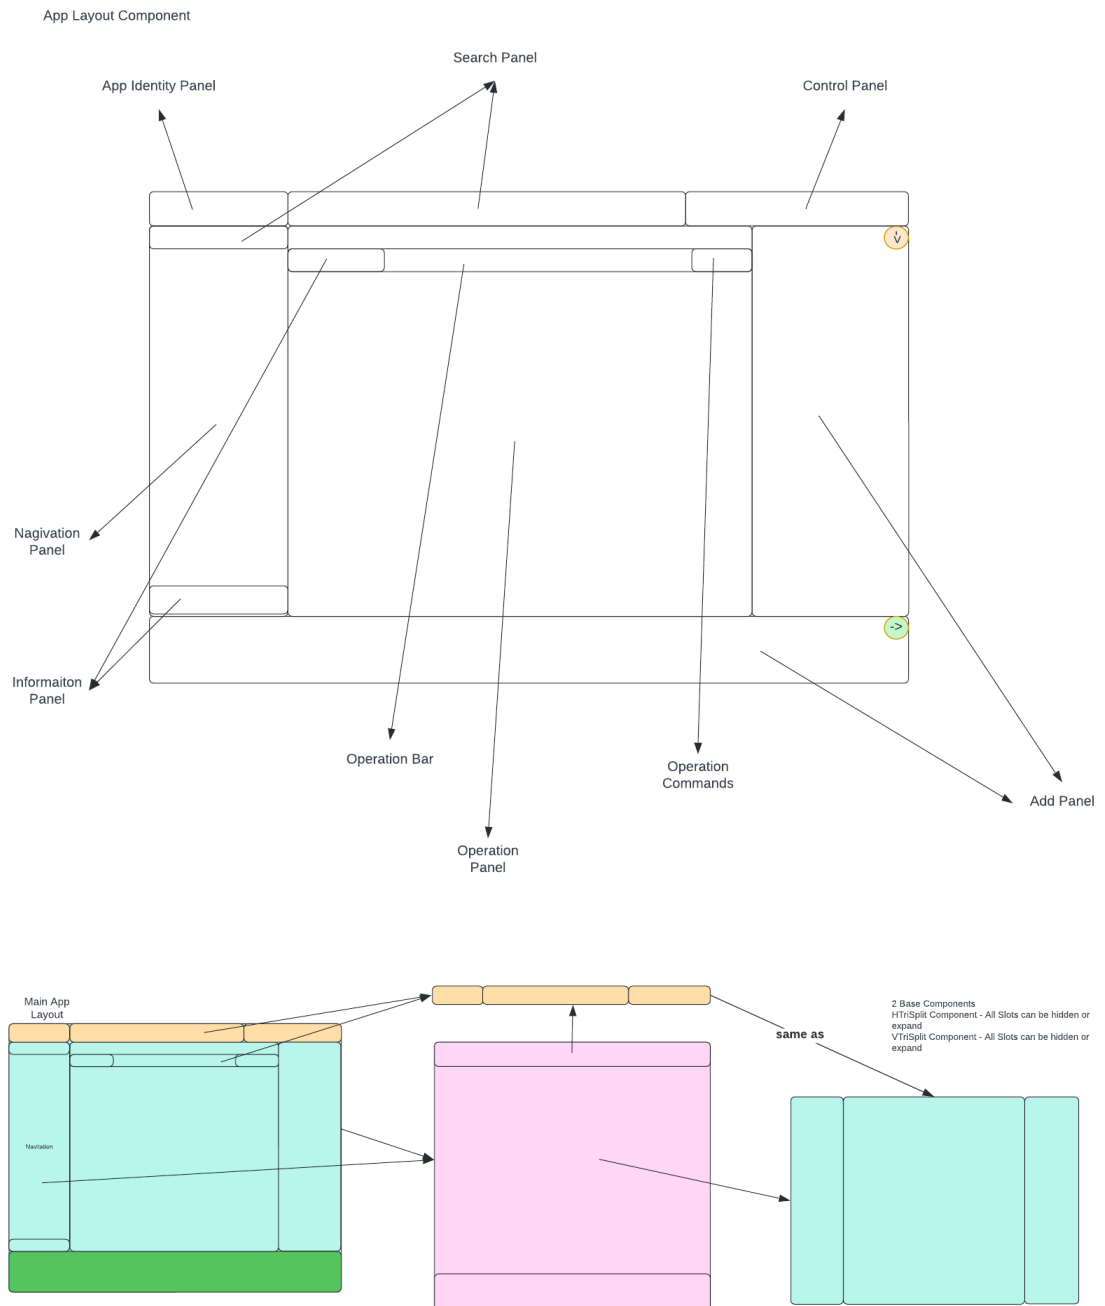 App Layout Component
Search Panel
App Identity Panel
Control Panel
-v
Nagivation
Panel
->
Informaiton
Panel
Operation Bar
Operation
Commands
Add Panel
Operation
Panel
Main App
Layout
2 Base Components
HTriSplit Component - All Slots can be hidden or
expand
VTriSplit Component - All Slots can be hidden or
expand
same as
Navitation